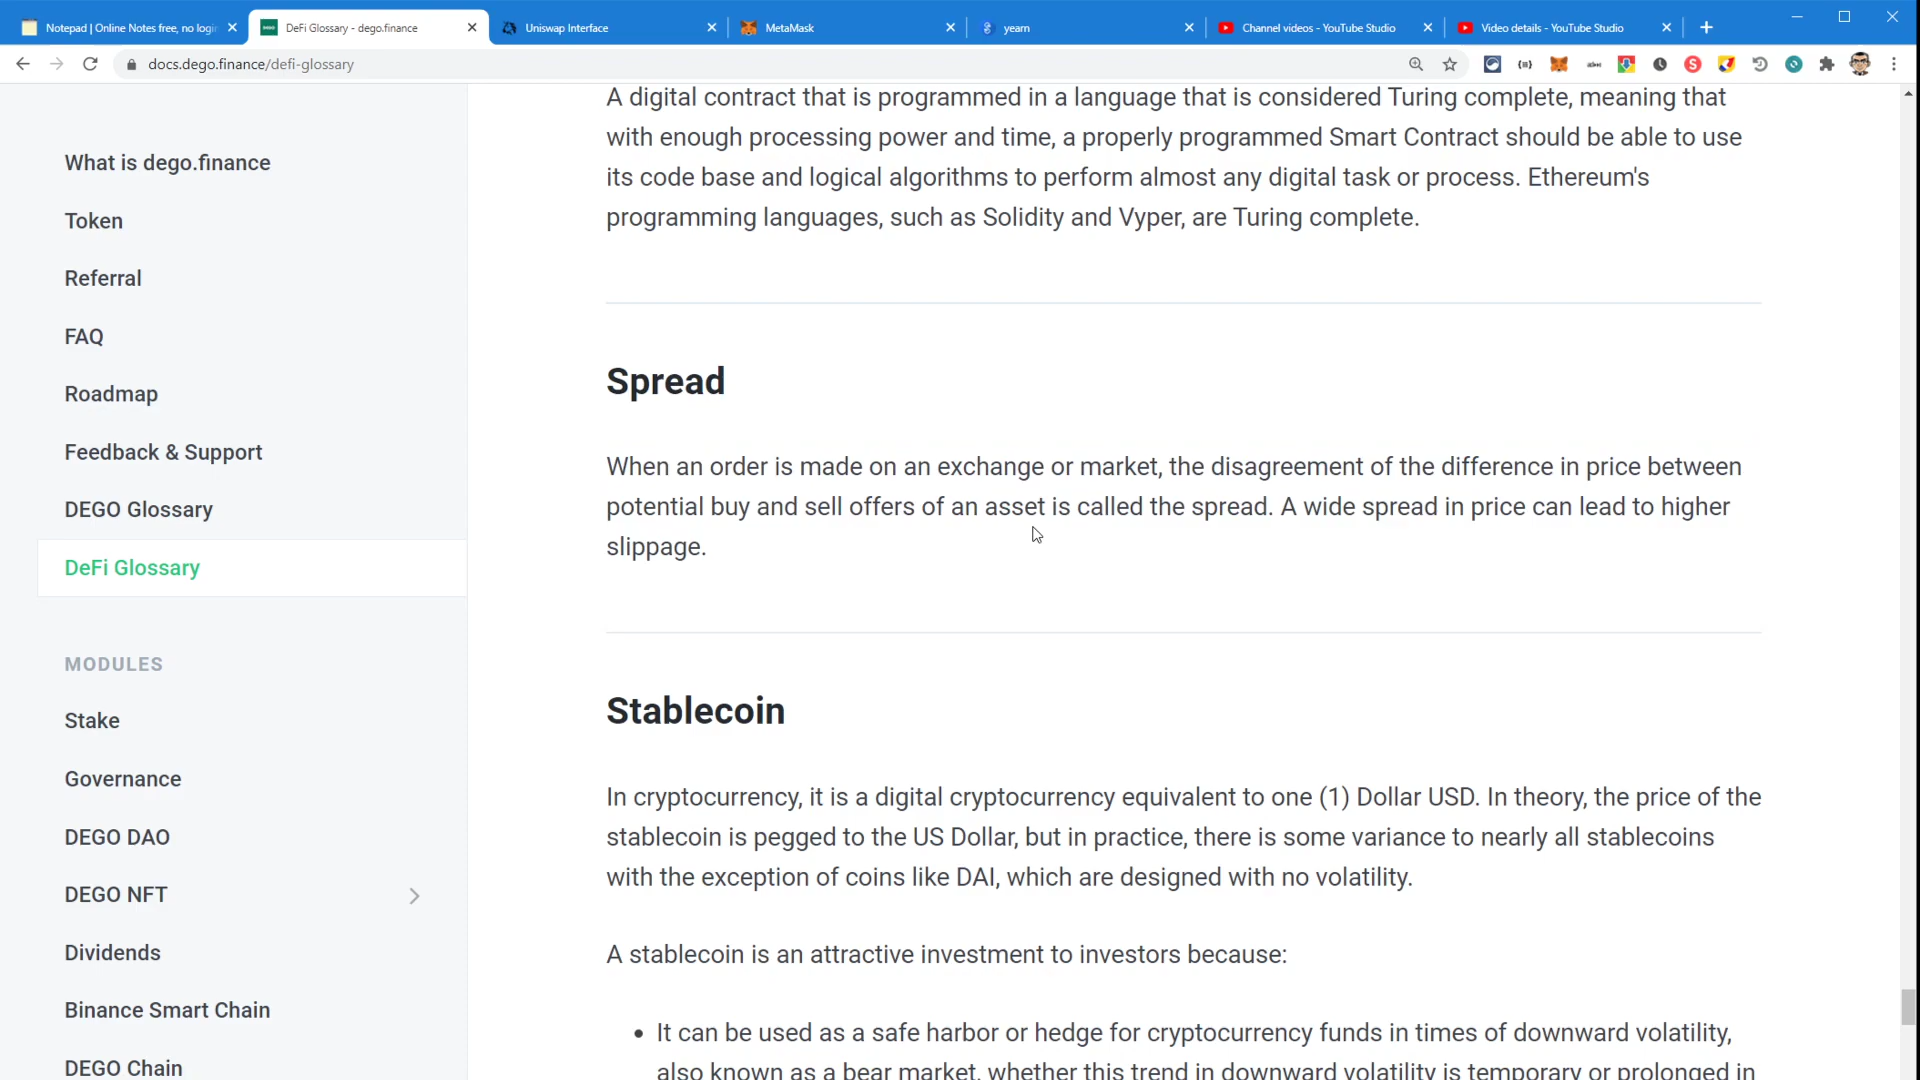 Notepad | Online Notes free, no login
DeFi Glossary - dego.finance
Uniswap Interface
MetaMask
yearn
Channel videos - YouTube Studio
Video details - YouTube Studio
docs.dego.finance/defi-glossary
What is dego.finance
Token
Referral
FAQ
Roadmap
Feedback & Support
DEGO Glossary
DeFi Glossary
MODULES
Stake
Governance
DEGO DAO
DEGO NFT
Dividends
Binance Smart Chain
DEGO Chain
A digital contract that is programmed in a language that is considered Turing complete, meaning that
with enough processing power and time, a properly programmed Smart Contract should be able to use
its code base and logical algorithms to perform almost any digital task or process. Ethereum's
programming languages, such as Solidity and Vyper, are Turing complete.
Spread
When an order is made on an exchange or market, the disagreement of the difference in price between
potential buy and sell offers of an asset is called the spread. A wide spread in price can lead to higher
slippage.
Stablecoin
In cryptocurrency, it is a digital cryptocurrency equivalent to one (1) Dollar USD. In theory, the price of the
stablecoin is pegged to the US Dollar, but in practice, there is some variance to nearly all stablecoins
with the exception of coins like DAI, which are designed with no volatility.
A stablecoin is an attractive investment to investors because:
• It can be used as a safe harbor or hedge for cryptocurrency funds in times of downward volatility,
also known as a bear market, whether this trend in downward volatility is temporary or prolonged in